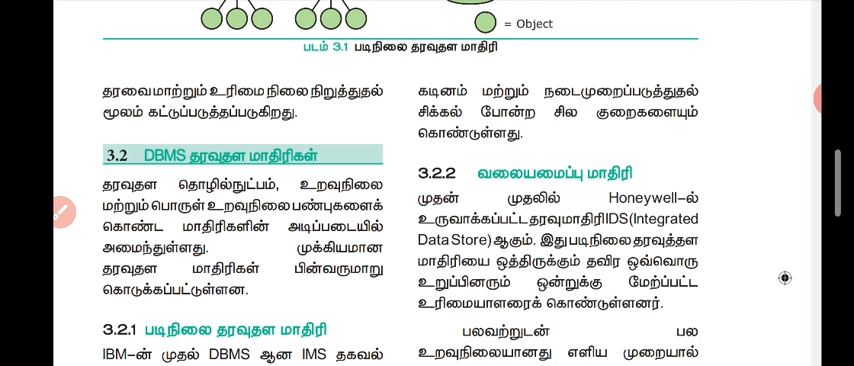 = Object
படம் 3.1 படிநிலை தரவுதள மாதிரி
தரவை மாற்றும் உரிமை நிலை நிறுத்துதல்
மூலம் கட்டுப்படுத்தப்படுகிறது.
3.2 DBMS தரவுதள மாதிரிகள்
தரவுதள தொழில்நுட்பம், உறவுநிலை
மற்றும் பொருள் உறவுநிலை பண்புகளைக்
கொண்ட மாதிரிகளின் அடிப்படையில்
அமைந்துள்ளது. முக்கியமான
தரவுதள மாதிரிகள் பின்வருமாறு
கொடுக்கப்பட்டுள்ளன.
3.2.1 படிநிலை தரவுதள மாதிரி
IBM–ன் முதல் DBMS ஆன IMS தகவல்
கடினம் மற்றும் நடைமுறைப்படுத்துதல்
சிக்கல் போன்ற சில குறைகளையும்
கொண்டுள்ளது.
3.2.2 வலையமைப்பு மாதிரி
முதன் முதலில் Honeywell–ல்
உருவாக்கப்பட்ட தரவு மாதிரி IDS (Integrated
Data Store) ஆகும். இது படிநிலை தரவுத்தள
மாதிரியை ஒத்திருக்கும் தவிர ஒவ்வொரு
உறுப்பினரும் ஒன்றுக்கு மேற்ப்பட்ட
உரிமையாளரைக் கொண்டுள்ளனர்.
பலவற்றுடன் பல
உறவுநிலையானது எளிய முறையால்